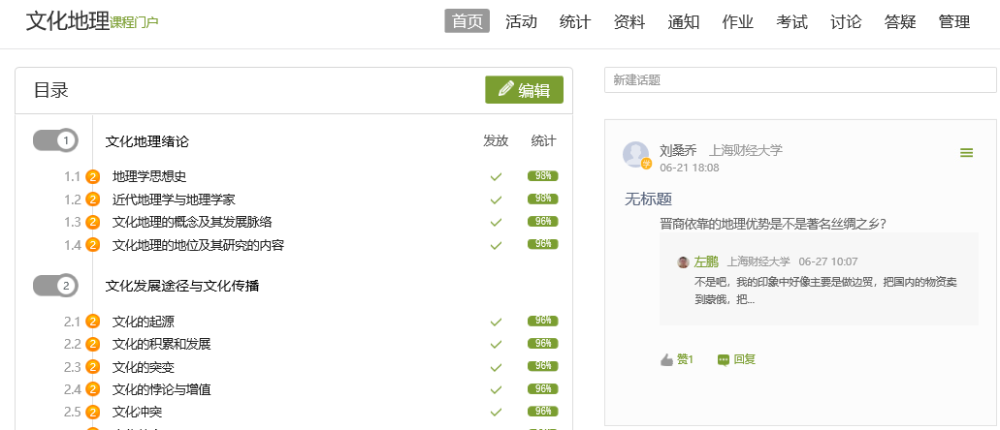 文化地理课程门户
首页 活动 统计 资料 通知 作业 考试 讨论 答疑 管理
目录 编辑
1 文化地理绪论 发放 统计
1.1 2 地理学思想史 98%
1.2 2 近代地理学与地理学家 98%
1.3 2 文化地理的概念及其发展脉络 96%
1.4 2 文化地理的地位及其研究的内容 96%
2 文化发展途径与文化传播
2.1 2 文化的起源 96%
2.2 2 文化的积累和发展 96%
2.3 2 文化的突变 96%
2.4 2 文化的悖论与增值 96%
2.5 2 文化冲突 96%
新建话题
刘桑乔 上海财经大学
学
06-21 18:08
无标题
晋商依靠的地理优势是不是著名丝绸之乡?
左鹏 上海财经大学 06-27 10:07
不是吧，我的印象中好像主要是做边贸，把国内的物资卖
到蒙俄，把...
赞1 回复